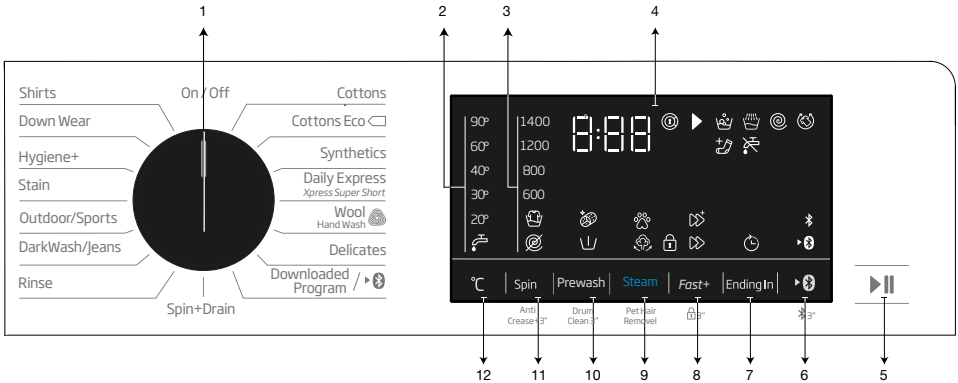 1
2
3
4
Shirts
On / Off
Cottons
Down Wear
Cottons Eco
Hygiene+
Synthetics
Stain
Daily Express
Xpress Super Short
Outdoor/Sports
Wool
Hand Wash
DarkWash/Jeans
Delicates
Rinse
Downloaded
Program /
Spin+Drain
90°
60°
40°
30°
20°
1400
1200
800
600
8:88
°C
Spin
Prewash
Steam
Fast+
Ending In
Anti
Crease+3"
Drum
Clean 3"
Pet Hair
Removel
3"
3"
12
11
10
9
8
7
6
5